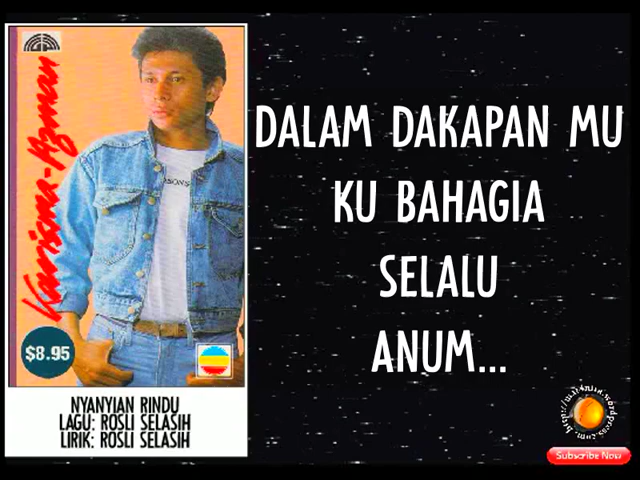 Karisma-Azman
SONS
$8.95
NYANYIAN RINDU
LAGU: ROSLI SELASIH
LIRIK: ROSLI SELASIH
DALAM DAKAPAN MU
KU BAHAGIA
SELALU
ANUM...
Subscribe Now